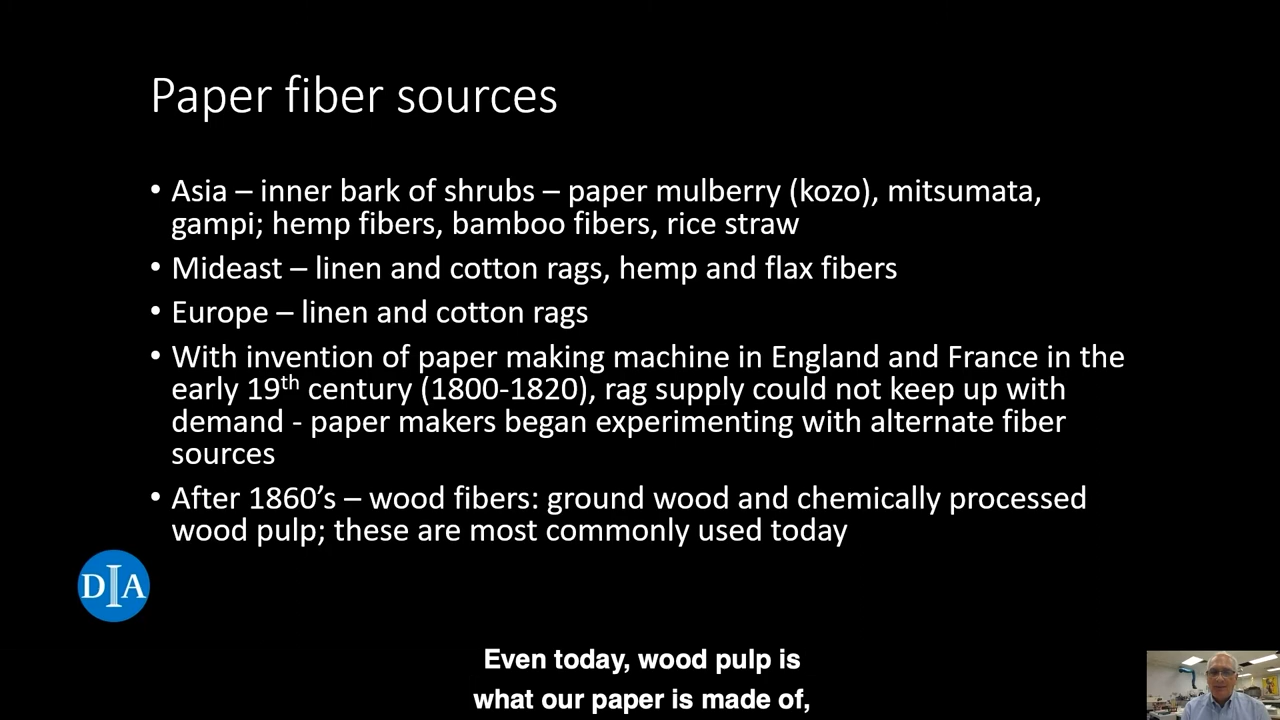 Paper fiber sources
• Asia – inner bark of shrubs – paper mulberry (kozo), mitsumata,
gampi; hemp fibers, bamboo fibers, rice straw
• Mideast – linen and cotton rags, hemp and flax fibers
• Europe – linen and cotton rags
• With invention of paper making machine in England and France in the
early 19th century (1800-1820), rag supply could not keep up with
demand - paper makers began experimenting with alternate fiber
sources
• After 1860’s – wood fibers: ground wood and chemically processed
wood pulp; these are most commonly used today
DIA
Even today, wood pulp is
what our paper is made of,